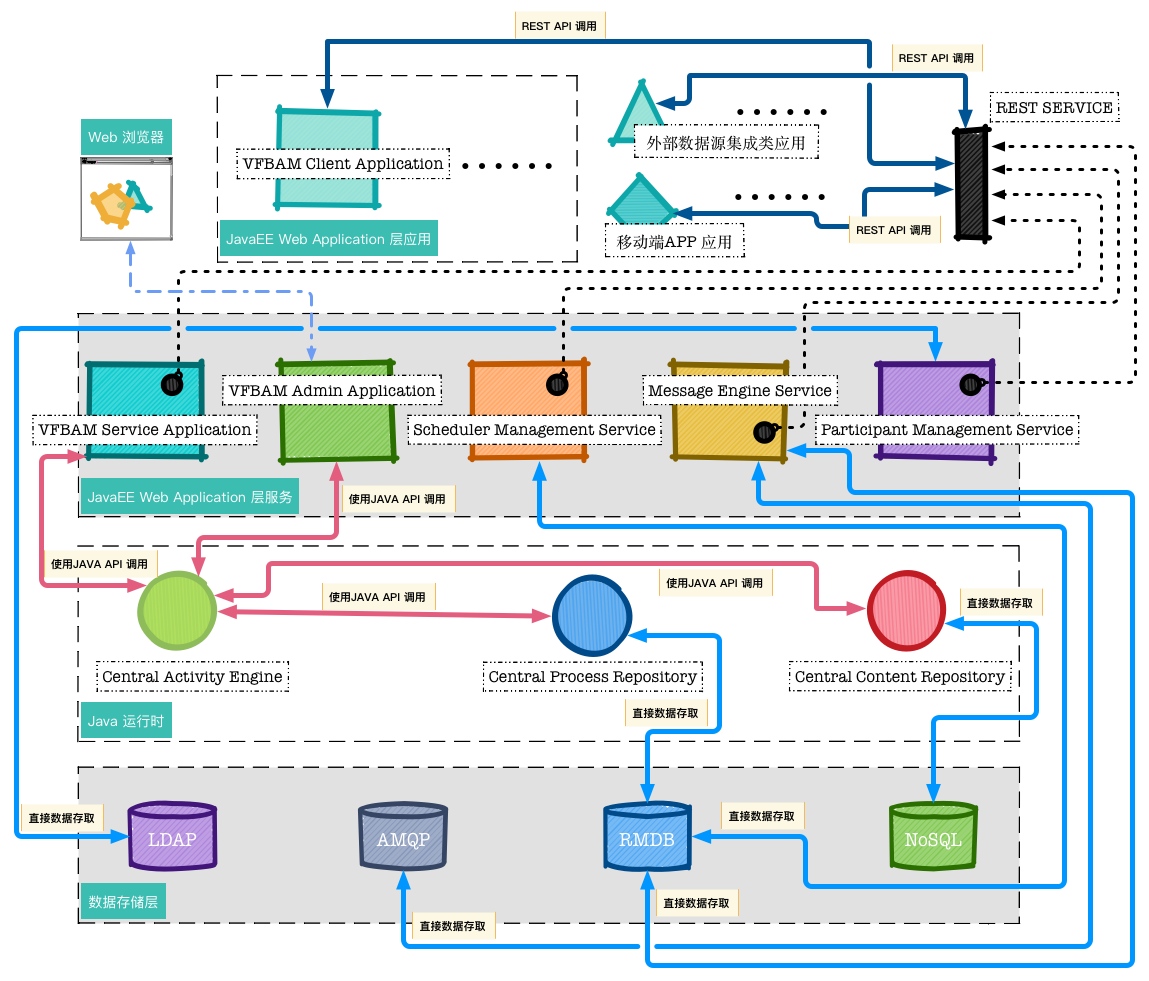 REST API 调用
REST API 调用
REST SERVICE
Web 浏览器
外部数据源集成类应用
VFBAM Client Application
REST API 调用
JavaEE Web Application 层应用
移动端APP 应用
VFBAM Admin Application
Message Engine Service
VFBAM Service Application
Scheduler Management Service
Participant Management Service
JavaEE Web Application 层服务
使用JAVA API 调用
使用JAVA API 调用
使用JAVA API 调用
使用JAVA API 调用
直接数据存取
Central Activity Engine
Central Process Repository
Central Content Repository
Java 运行时
直接数据存取
直接数据存取
LDAP
AMQP
RMDB
直接数据存取
NoSQL
数据存储层
直接数据存取
直接数据存取